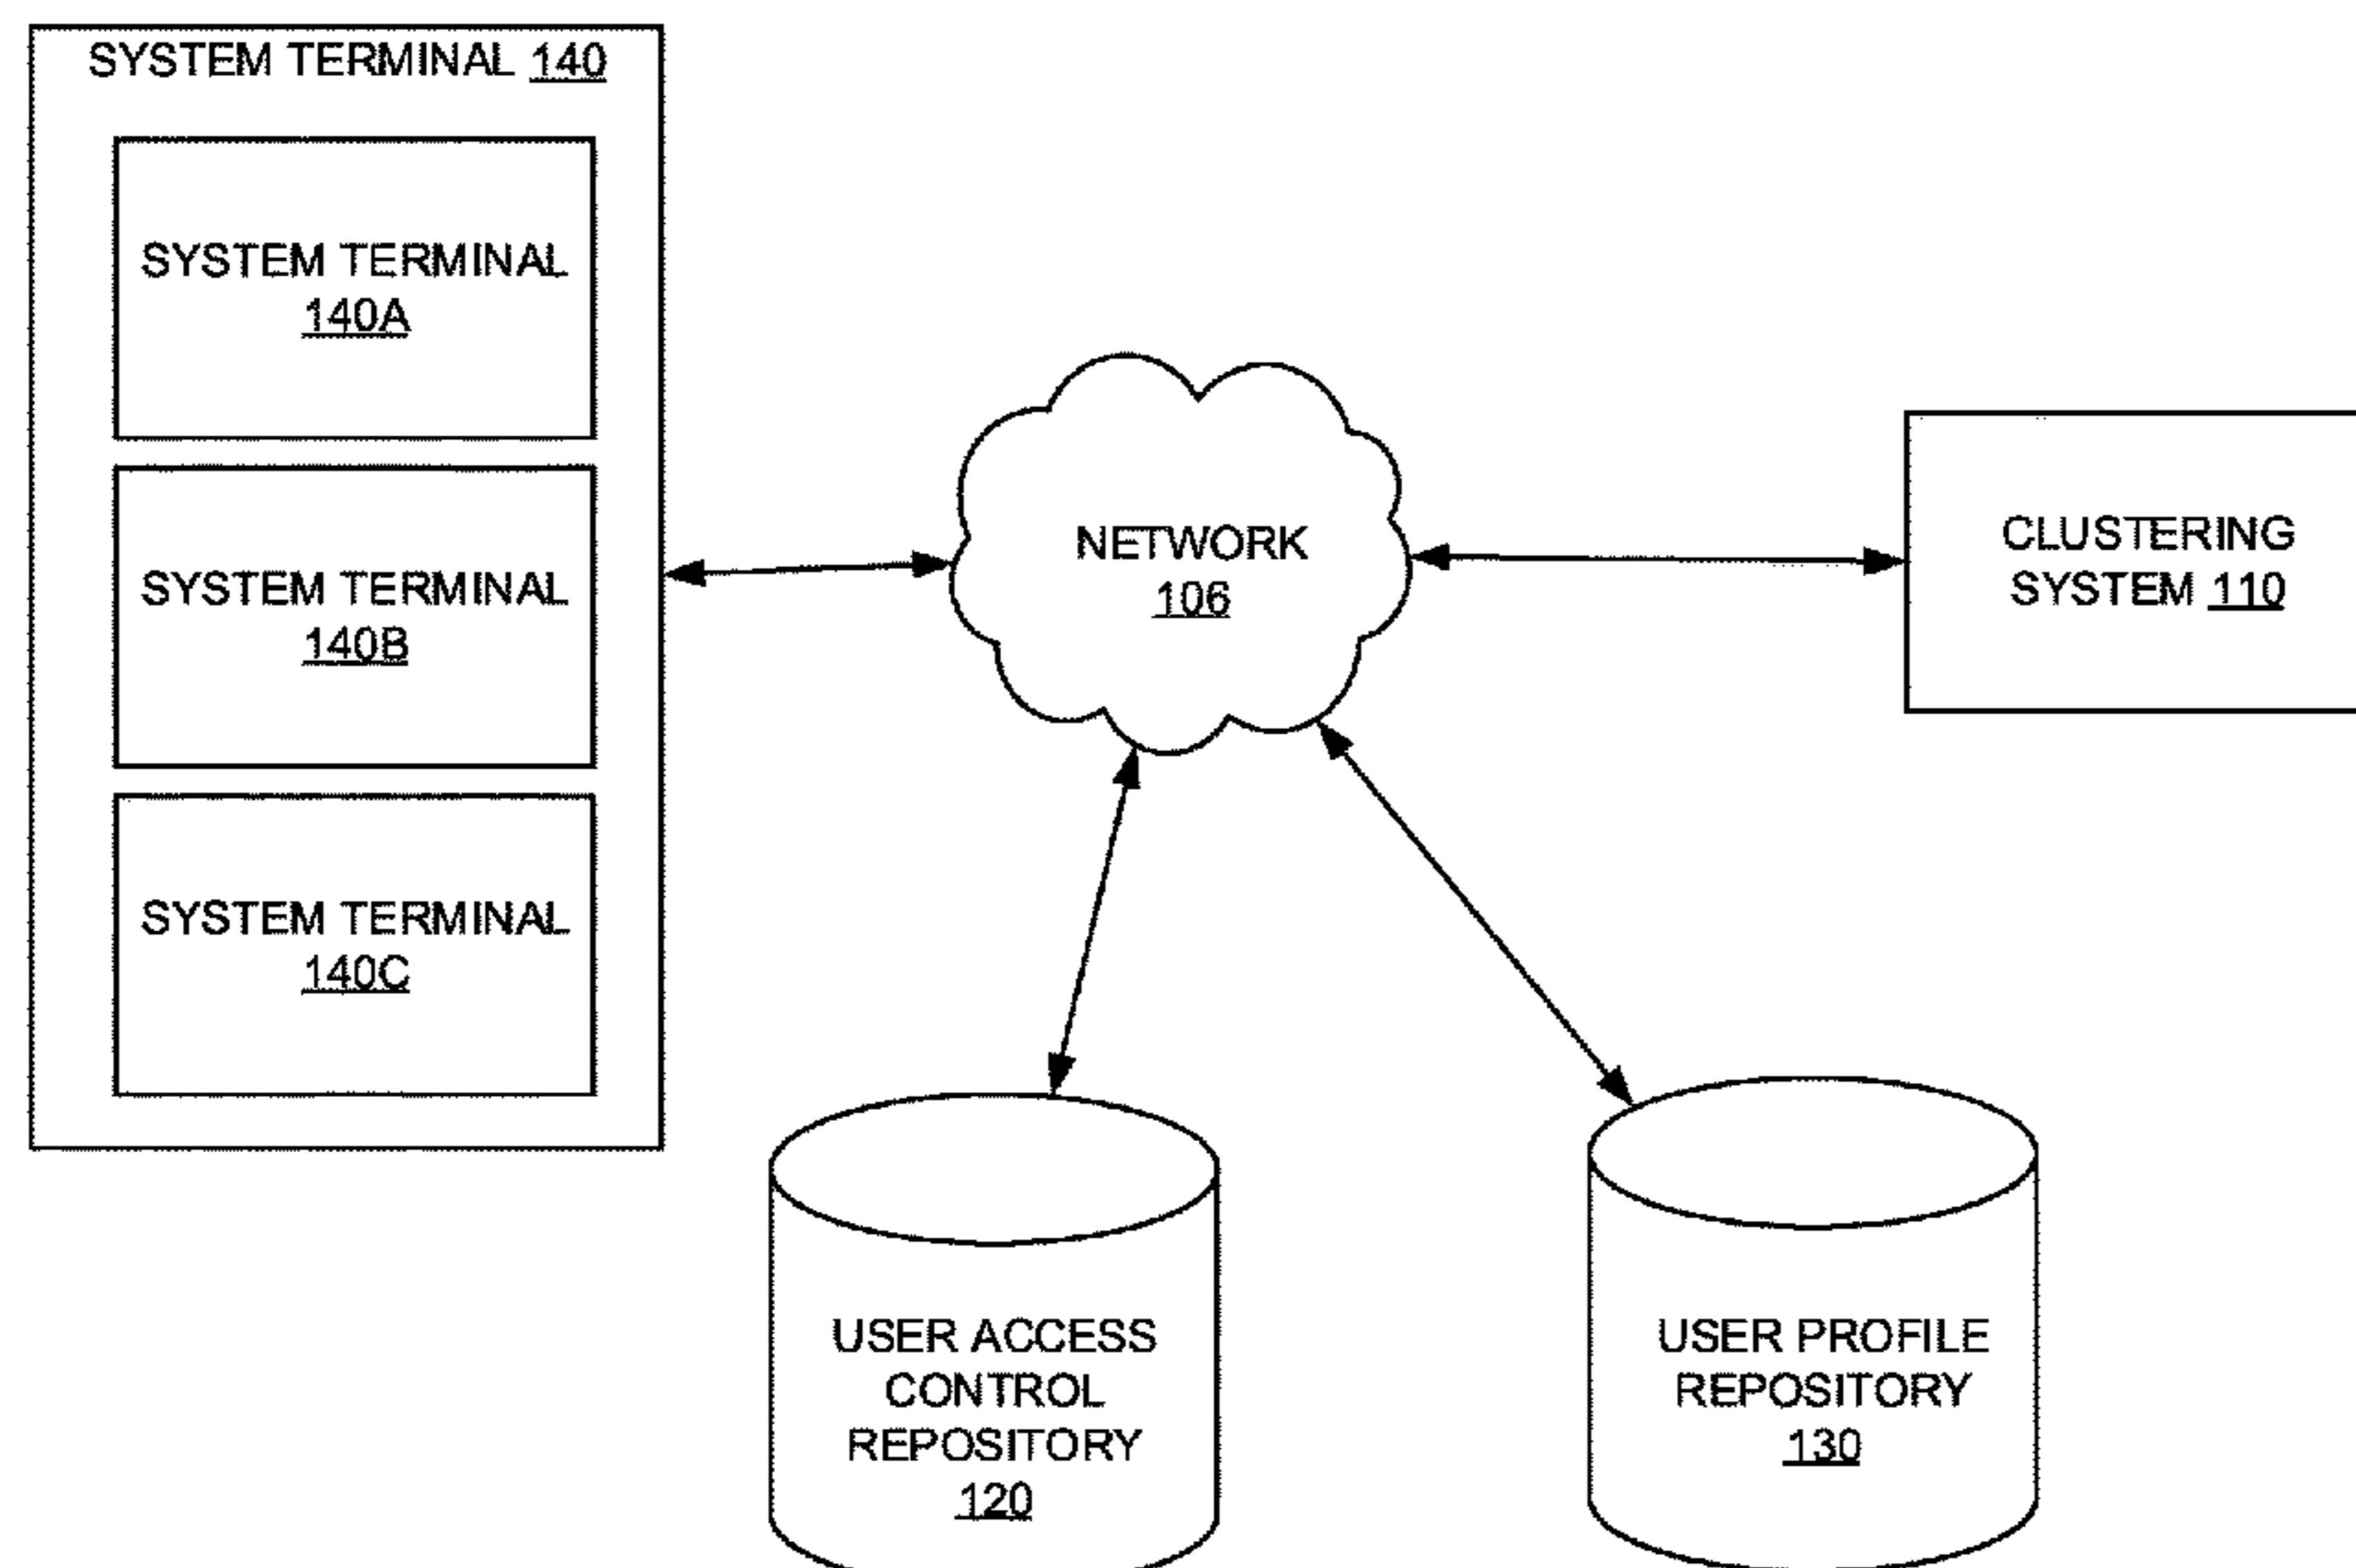 SYSTEM TERMINAL 140
SYSTEM TERMINAL
140A
SYSTEM TERMINAL
140B
SYSTEM TERMINAL
140C
NETWORK
106
CLUSTERING
SYSTEM 110
USER ACCESS
CONTROL
REPOSITORY
120
USER PROFILE
REPOSITORY
130